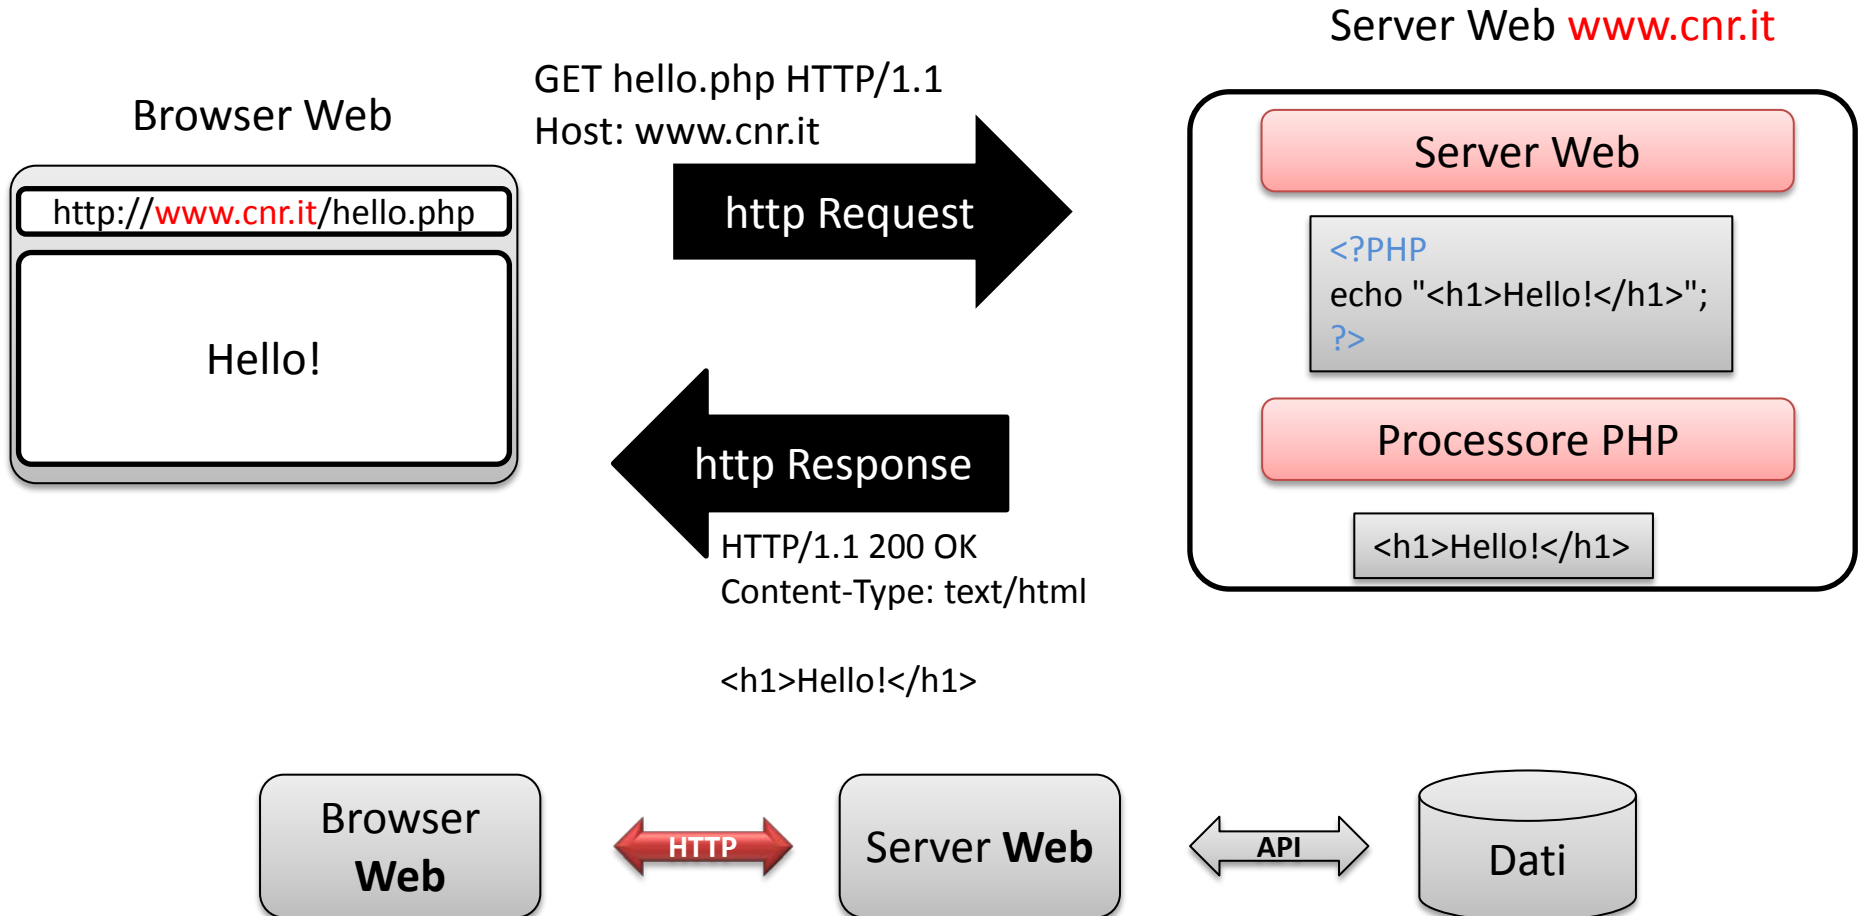 Server Web www.cnr.it
GET hello.php HTTP/1.1
Host: www.cnr.it
Browser Web
http://www.cnr.it/hello.php
Hello!
http Request
Server Web
<?PHP
echo "<h1>Hello!</h1>";
?>
Processore PHP
<h1>Hello!</h1>
http Response
HTTP/1.1 200 OK
Content-Type: text/html
<h1>Hello!</h1>
Browser
Web
HTTP
Server Web
API
Dati